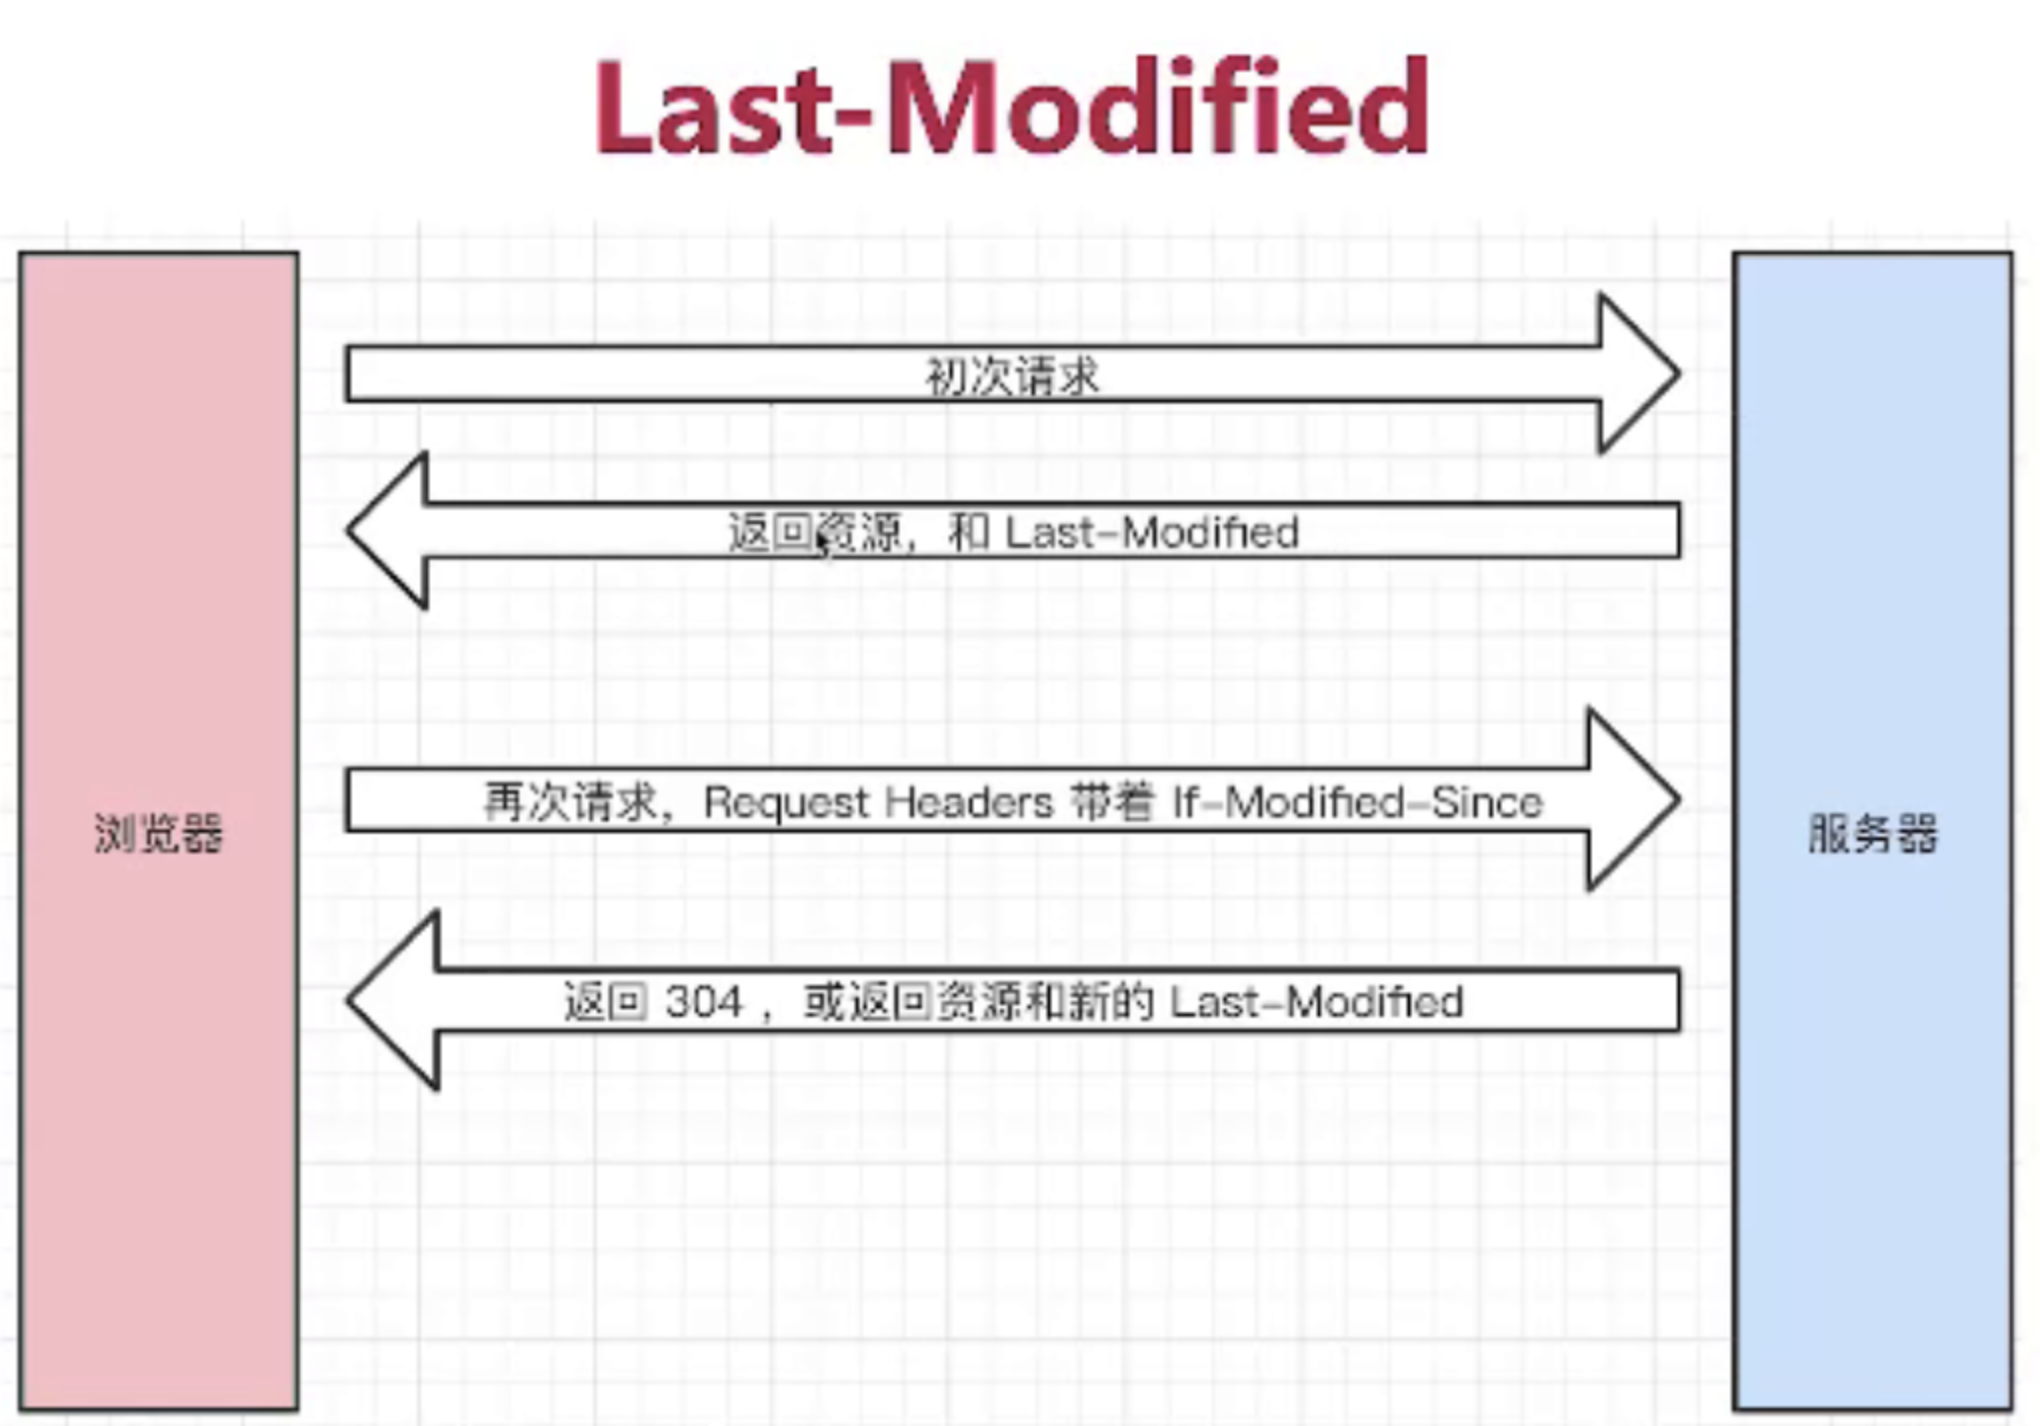 Last-Modified
初次请求
返回资源，和 Last-Modified
再次请求，Request Headers 带着 If-Modified-Since
浏览器
服务器
返回 304 ，或返回资源和新的 Last-Modified